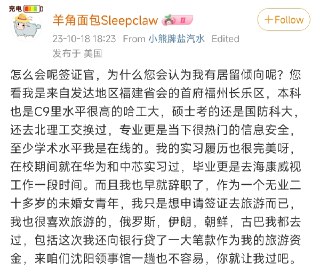 充电
羊角面包Sleepclaw
+Follow
23-10-18 18:23 From 小熊牌盐汽水 Edited
发布于 美国
怎么会呢签证官，为什么您会认为我有居留倾向呢？您
看我是来自发达地区福建省会的首府福州长乐区，本科
也是C9里水平很高的哈工大，硕士考的还是国防科大，
还去北理工交换过，专业更是当下很热门的信息安全，
至少学术水平我是在线的。我的实习履历也很完美呀，
在校期间就在华为和中芯实习过，毕业更是去海康威视
工作一段时间。而且我也早就辞职了，作为一个无业二
十多岁的未婚女青年，我只是想申请签证去旅游而已，
我也很喜欢旅游的，俄罗斯，伊朗，朝鲜，古巴我都去
过，包括这次我还向银行贷了一大笔款作为我的旅游资
金，来咱们沈阳领事馆一趟也不容易，你就让我过吧。